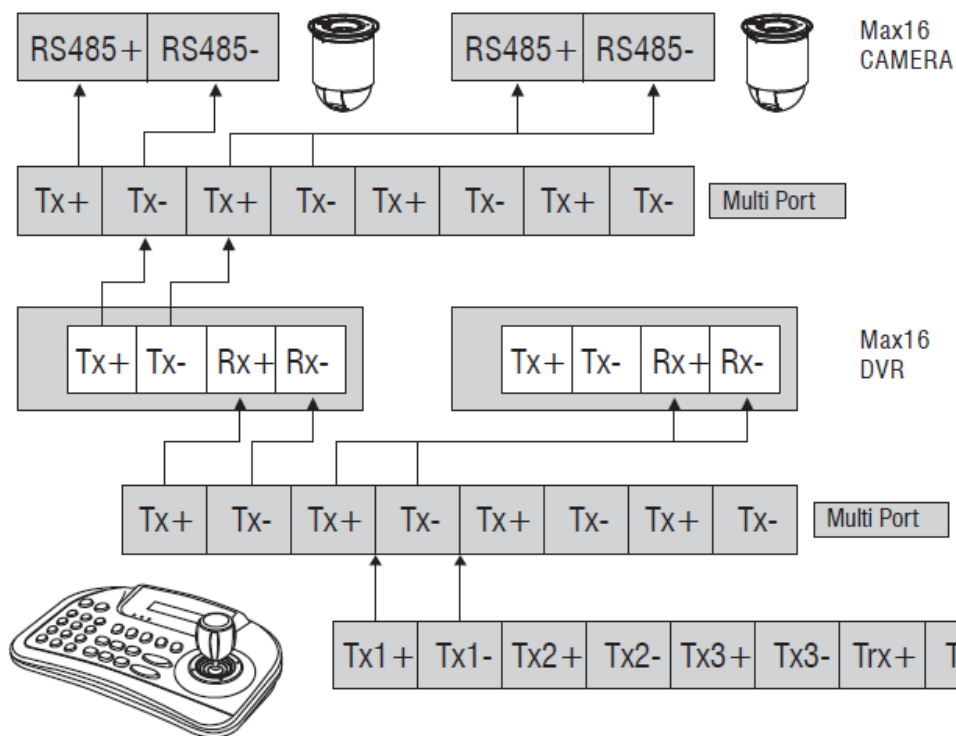 RS485+ RS485- RS485+ RS485- Max16
CAMERA
Tx+ Tx- Tx+ Tx- Tx+ Tx- Tx+ Tx- Multi Port
Tx+ Tx- Rx+ Rx- Tx+ Tx- Rx+ Rx- Max16
DVR
Tx+ Tx- Tx+ Tx- Tx+ Tx- Tx+ Tx- Multi Port
Tx1+ Tx1- Tx2+ Tx2- Tx3+ Tx3- Trx+